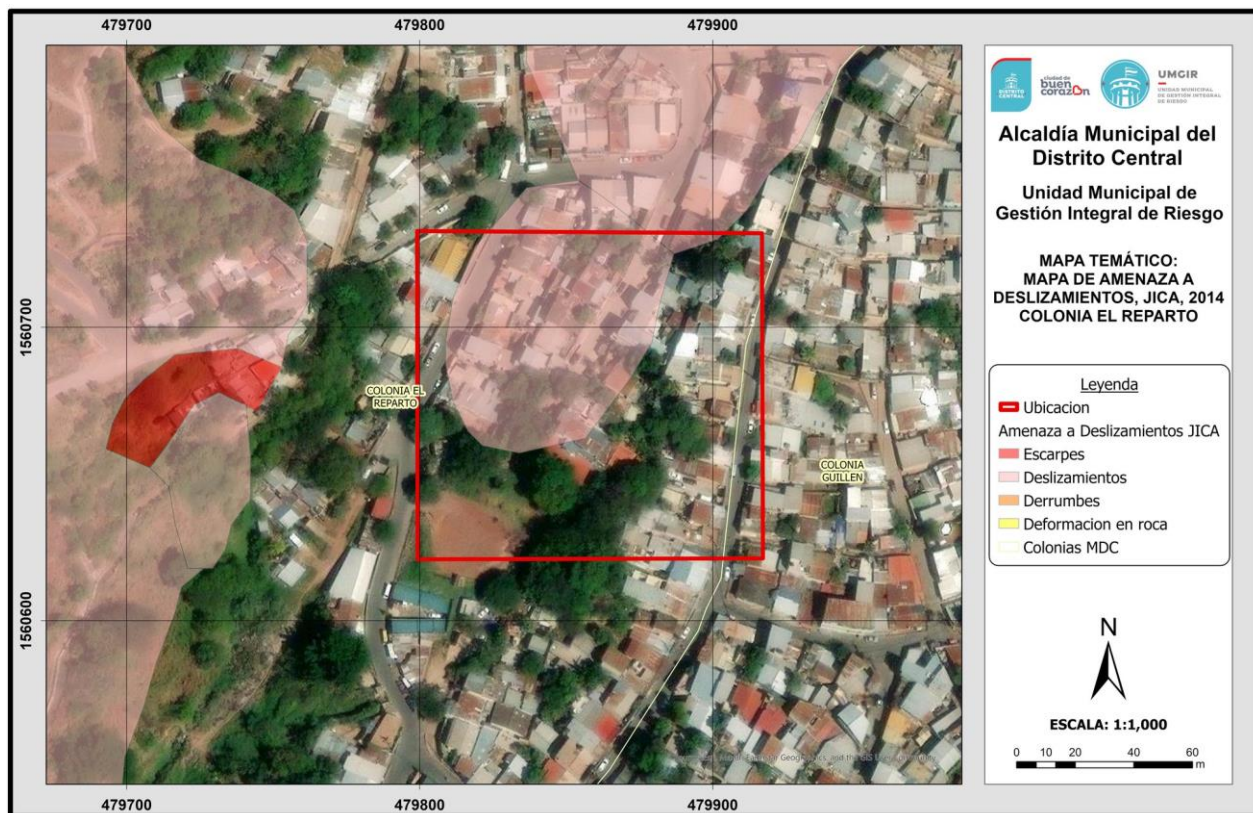 479700
479800
479900
1560700
1560600
479700
479800
479900
COLONIA EL
REPARTO
COLONIA
GUILLEN
DISTRITO
CENTRAL
ciudad de
buen
corazón
UMGIR
UNIDAD MUNICIPAL
DE GESTIÓN INTEGRAL
DE RIESGO
Alcaldía Municipal del
Distrito Central
Unidad Municipal de
Gestión Integral de Riesgo
MAPA TEMÁTICO:
MAPA DE AMENAZA A
DESLIZAMIENTOS, JICA, 2014
COLONIA EL REPARTO
Leyenda
Ubicacion
Amenaza a Deslizamientos JICA
Escarpes
Deslizamientos
Derrumbes
Deformacion en roca
Colonias MDC
N
ESCALA: 1:1,000
0 10 20 40 60
m